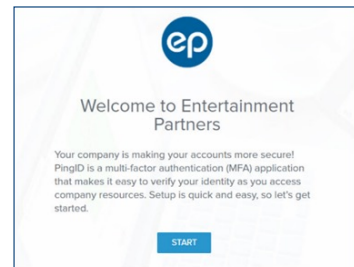 ep
Welcome to Entertainment
Partners
Your company is making your accounts more secure!
PingID is a multi-factor authentication (MFA) application
that makes it easy to verify your identity as you access
company resources. Setup is quick and easy, so let's get
started.
START